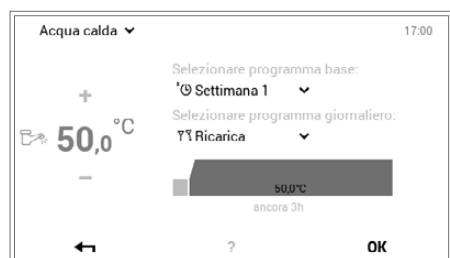 Acqua calda
17:00
Selezionare programma base:
Settimana 1
+
Selezionare programma giornaliero:
50,0°C
Ricarica
−
50,0°C
ancora 3h
? OK